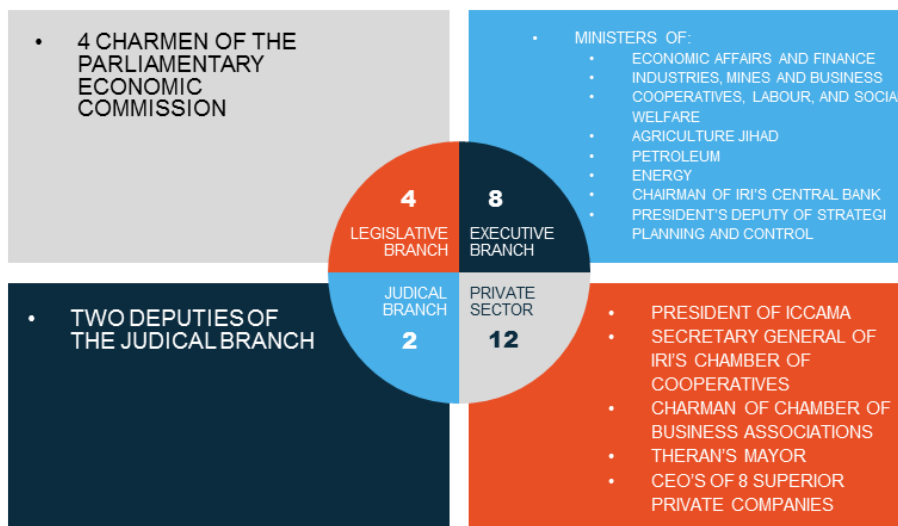 • 4 CHARMEN OF THE
PARLIAMENTARY
ECONOMIC
COMMISSION
• MINISTERS OF:
• ECONOMIC AFFAIRS AND FINANCE
• INDUSTRIES, MINES AND BUSINESS
• COOPERATIVES, LABOUR, AND SOCIA
WELFARE
• AGRICULTURE JIHAD
• PETROLEUM
• ENERGY
• CHAIRMAN OF IRI'S CENTRAL BANK
• PRESIDENT'S DEPUTY OF STRATEGI
PLANNING AND CONTROL
4
LEGISLATIVE
BRANCH
8
EXECUTIVE
BRANCH
JUDICAL
BRANCH
2
PRIVATE
SECTOR
12
• TWO DEPUTIES OF
THE JUDICAL BRANCH
• PRESIDENT OF ICCAMA
• SECRETARY GENERAL OF
IRI'S CHAMBER OF
COOPERATIVES
• CHARMAN OF CHAMBER OF
BUSINESS ASSOCIATIONS
• THERAN'S MAYOR
• CEO'S OF 8 SUPERIOR
PRIVATE COMPANIES